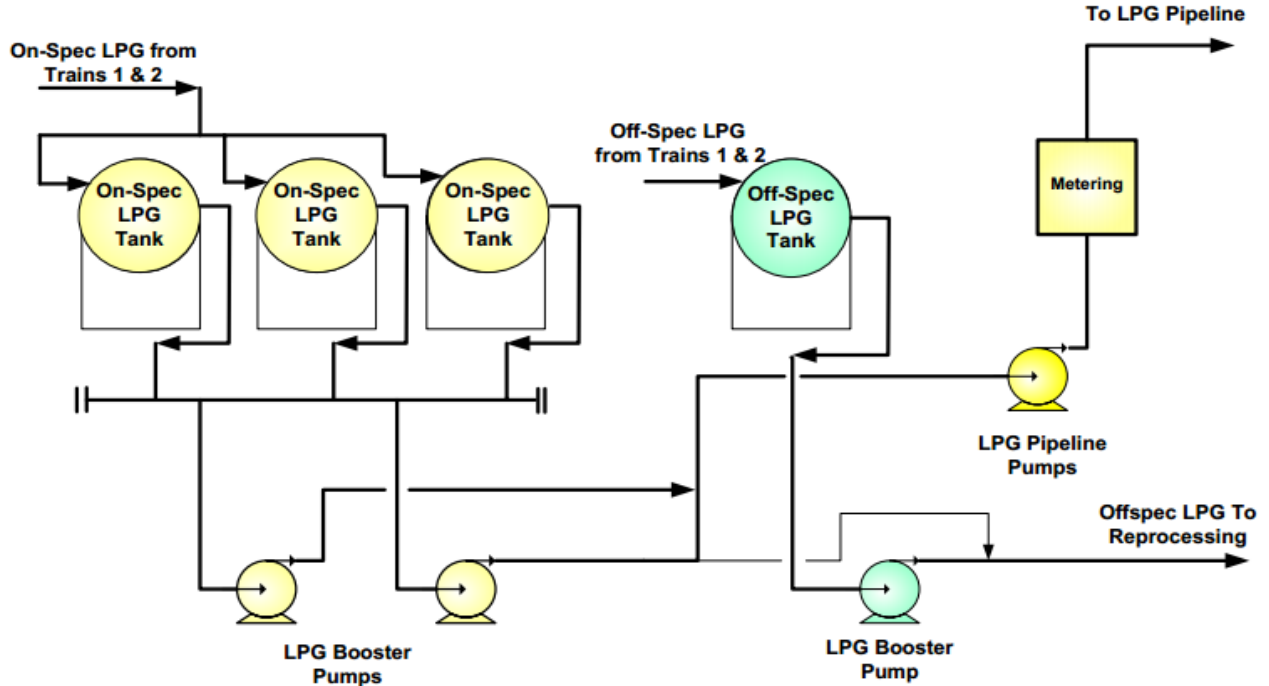 To LPG Pipeline
On-Spec LPG from
Trains 1 & 2
Off-Spec LPG
from Trains 1 & 2
On-Spec
LPG
Tank
On-Spec
LPG
Tank
On-Spec
LPG
Tank
Off-Spec
LPG
Tank
Metering
LPG Pipeline
Pumps
Offspec LPG To
Reprocessing
LPG Booster
Pumps
LPG Booster
Pump